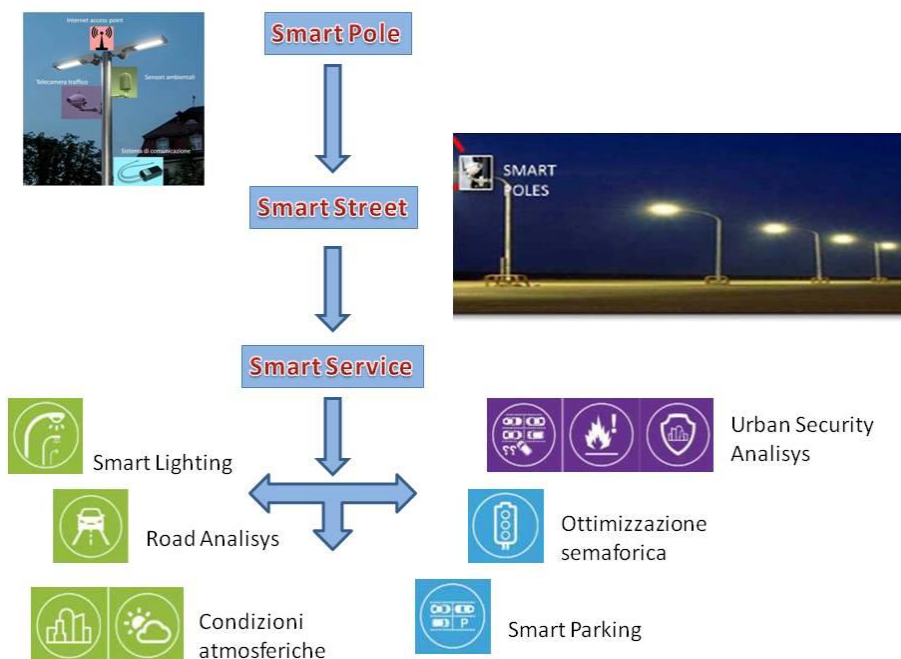 Internet access point
Smart Pole
Telecamera traffico
Sensori ambientali
Sistema di comunicazione
SMART
POLES
Smart Street
Smart Service
Smart Lighting
Urban Security
Analisys
??
!
Road Analisys
Ottimizzazione
semaforica
Condizioni
atmosferiche
P
Smart Parking